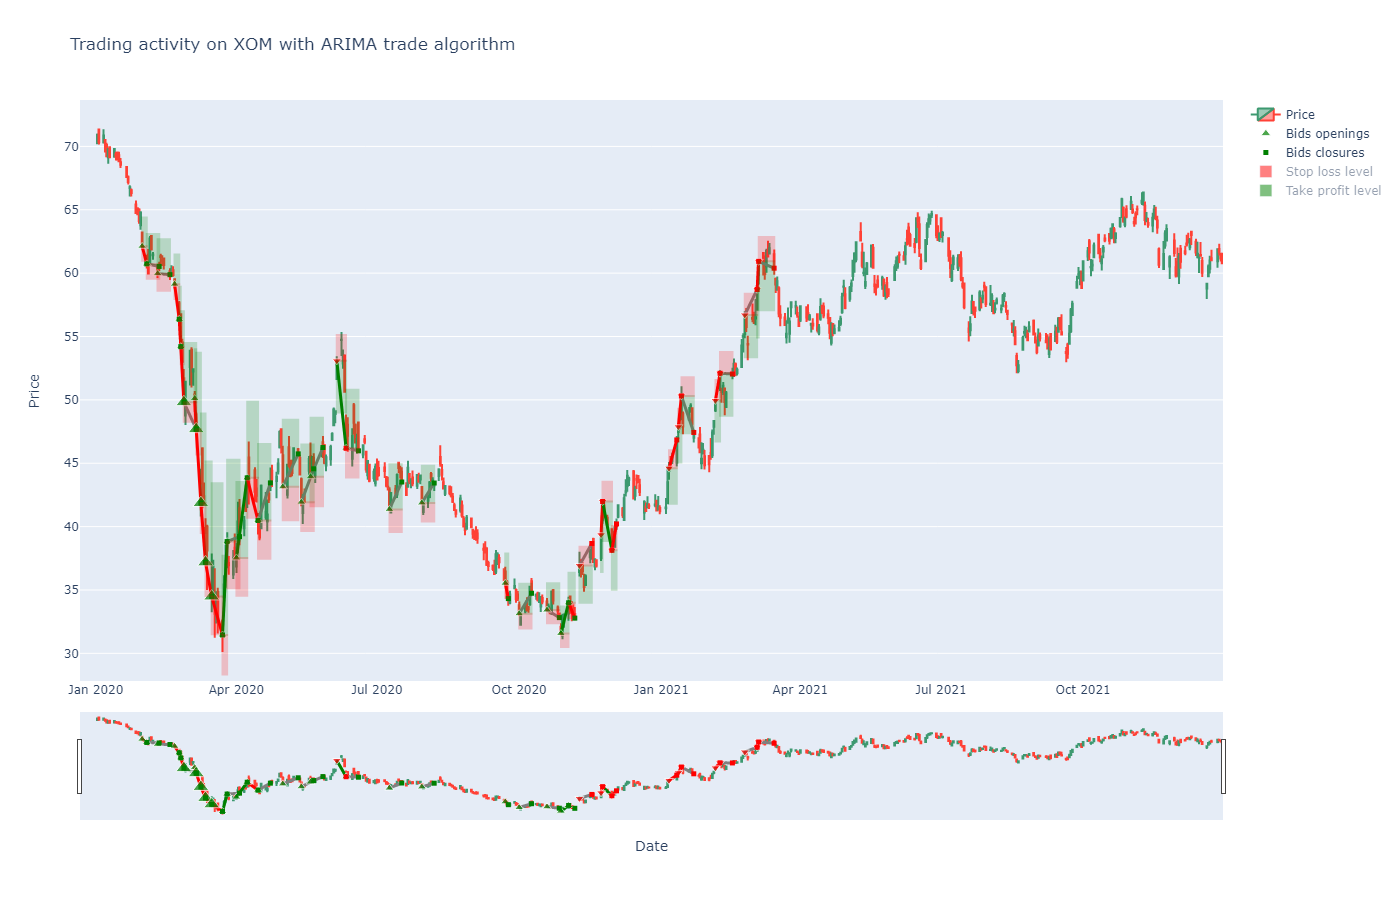 Trading activity on XOM with ARIMA trade algorithm
Price
Bids openings
Bids closures
Stop loss level
Take profit level
70
65
60
55
50
45
40
35
30
Price
Jan 2020
Apr 2020
Jul 2020
Oct 2020
Jan 2021
Apr 2021
Jul 2021
Oct 2021
Date